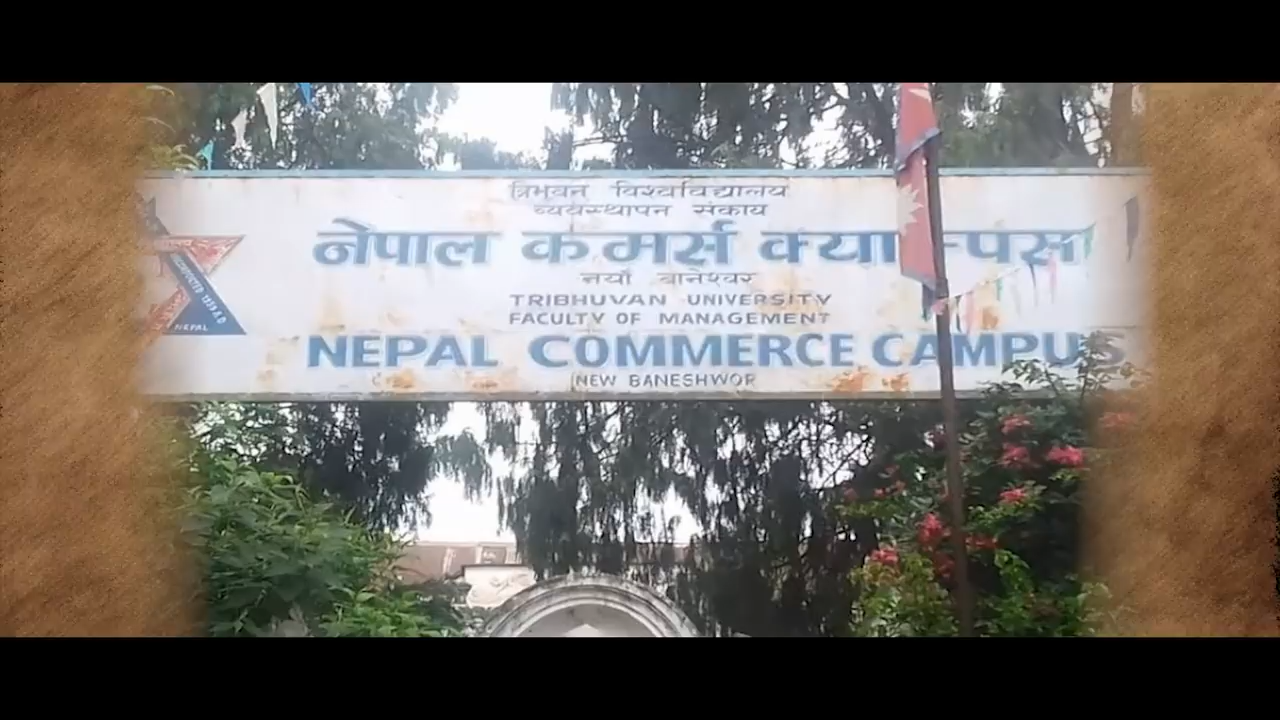 त्रिभूवन विश्वविद्यालय
व्यवस्थापन संकाय
नेपाल कमर्स क्याम्पस
नयाँ बानेश्वर
TRIBHUVAN UNIVERSITY
FACULTY OF MANAGEMENT
NEPAL COMMERCE CAMPUS
NEW BANESHWOR
NEPAL